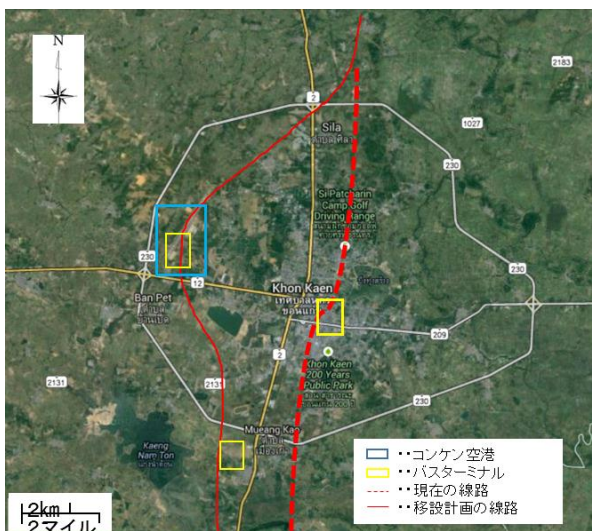 N
2183
2
1027
Sila
230
230
Si Patcharin
Camp Golf
Driving Range
230
12
Ban Pet
230
Khon Kaen
209
Khon Kaen
200 Years
Public Park
2
2131
2131
230
Mueang Kao
Kaeng
Nam Ton
2km
2マイル
・・コンケン空港
・・バスターミナル
・・現在の線路
・・移設計画の線路